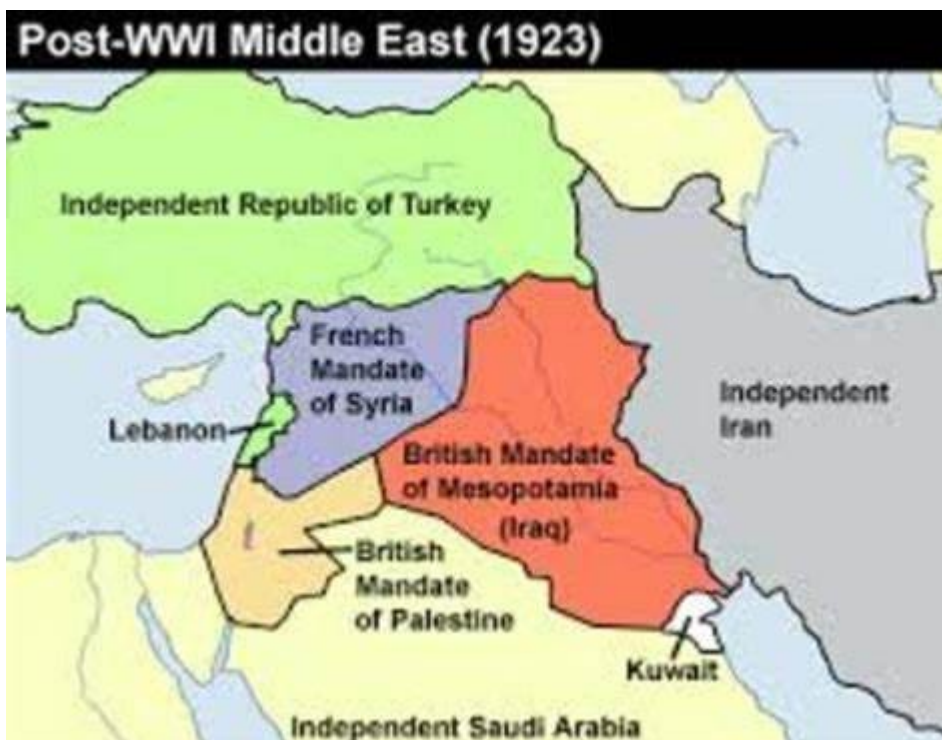 Post-WWI Middle East (1923)
Independent Republic of Turkey
French
Mandate
of Syria
Independent
Iran
Lebanon
British Mandate
of Mesopotamia
(Iraq)
British
Mandate
of Palestine
Kuwait
Independent Saudi Arabia